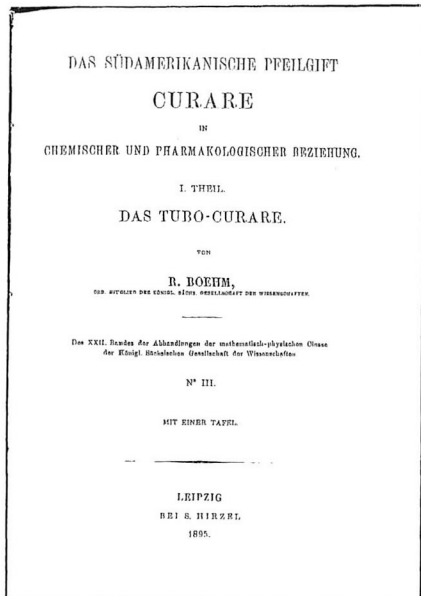 DAS SÜDAMERIKANISCHE PFEILGIFT
CURARE
IN
CHEMISCHER UND PHARMAKOLOGISCHER BEZIEHUNG.
I. THEIL.
DAS TUBO-CURARE.
VON
R. BOEHM,
ORD. MITGLIED DER KÖNIGL. SÄCHS. GESELLSCHAFT DER WISSENSCHAFTEN.
Des XXII. Bandes der Abhandlungen der mathematisch-physischen Classe
der Königl. Sächsischen Gesellschaft der Wissenschaften
No III.
MIT EINER TAFEL.
LEIPZIG
BEI S. HIRZEL
1895.